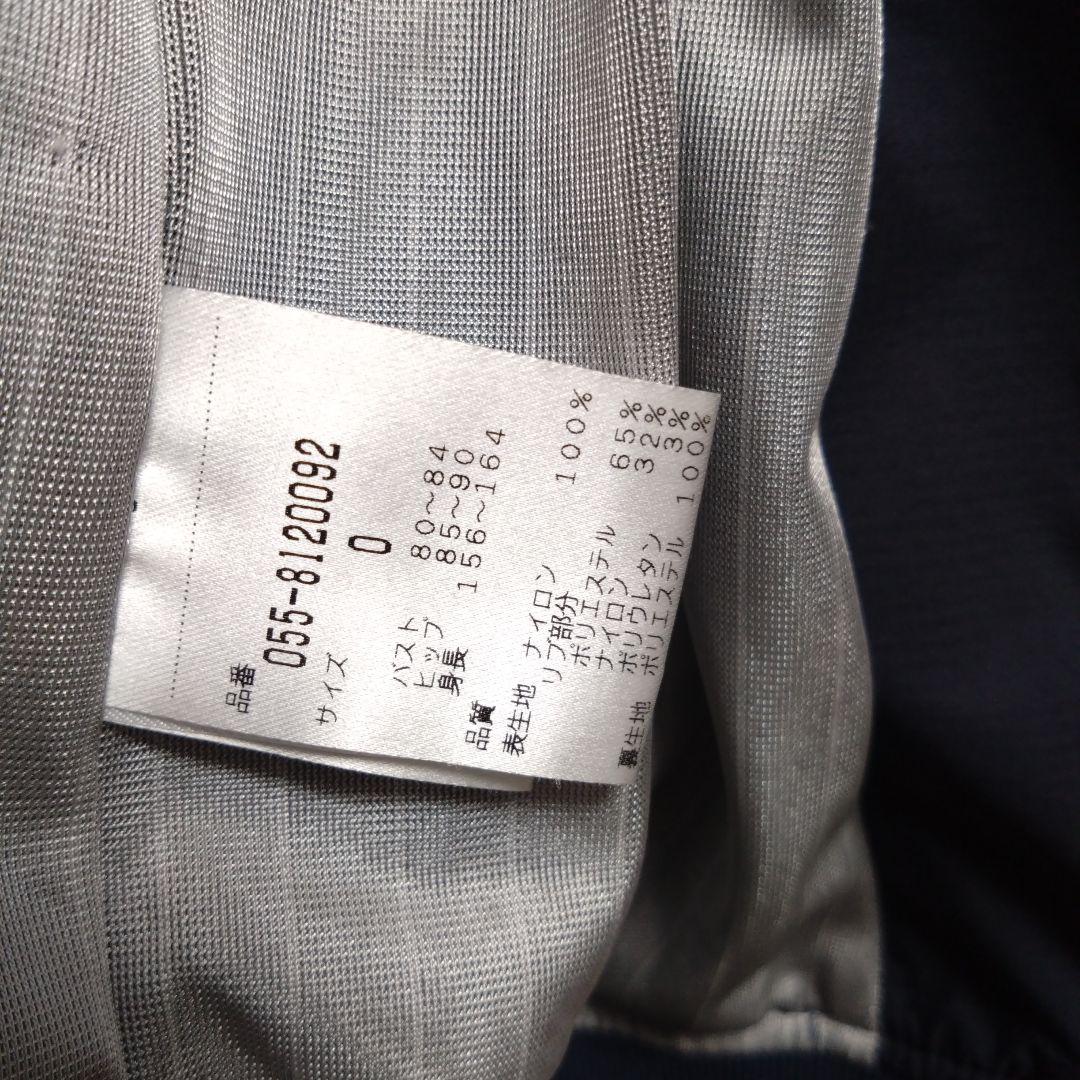 品番
055-8120092
サイズ 0
バスト 80〜84
ヒップ 85〜90
身長 156〜164
品質
表生地 ナイロン 100%
リブ部分
ポリエステル 65%
ナイロン 32%
ポリウレタン 3%
裏生地 ポリエステル 100%